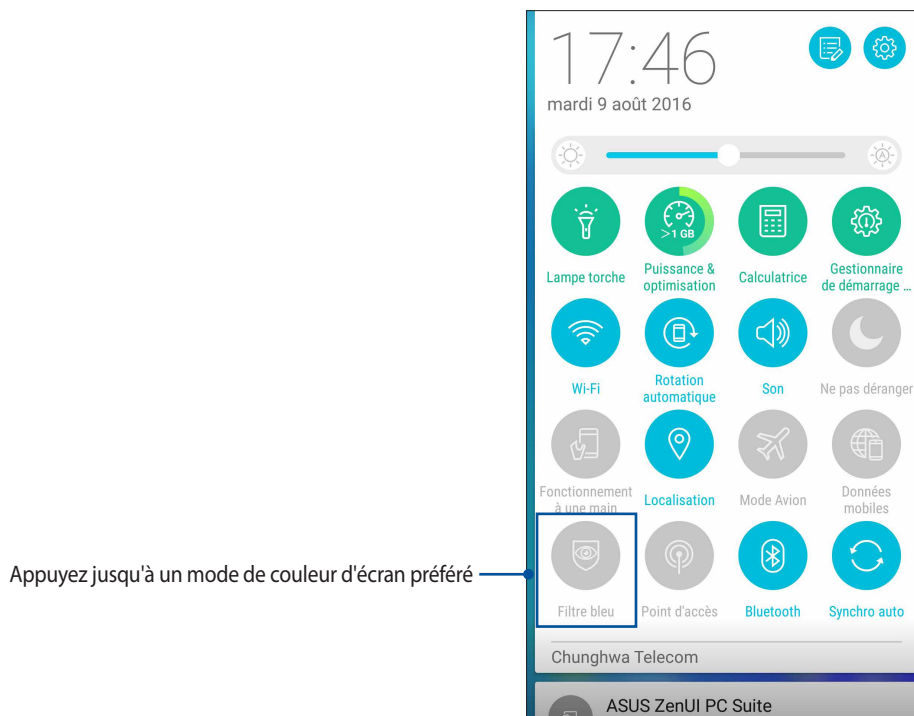 17:46
mardi 9 août 2016
A
>1 GB
Lampe torche
Puissance &
optimisation
Calculatrice
Gestionnaire
de démarrage ...
Wi-Fi
Rotation
automatique
Son
Ne pas déranger
Fonctionnement
à une main
Localisation
Mode Avion
Données
mobiles
Appuyez jusqu'à un mode de couleur d'écran préféré
Filtre bleu
Point d'accès
Bluetooth
Synchro auto
Chunghwa Telecom
ASUS ZenUI PC Suite